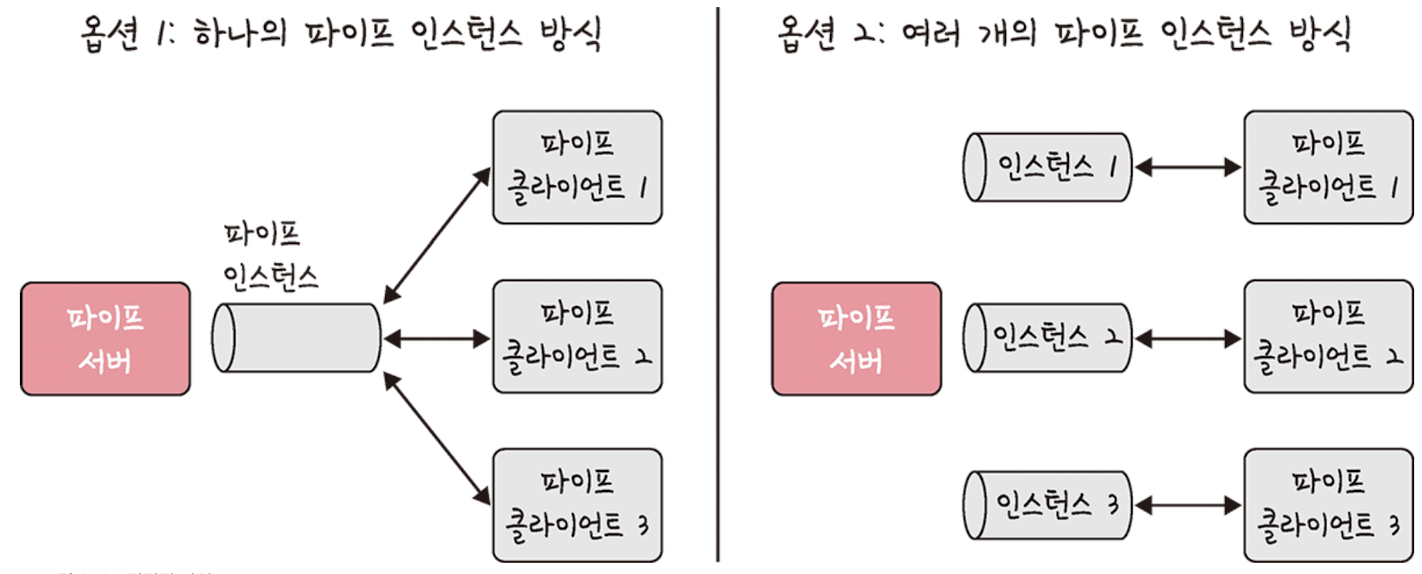 옵션 1: 하나의 파이프 인스턴스 방식
파이프
인스턴스
파이프
서버
파이프
클라이언트 1
파이프
클라이언트 2
파이프
클라이언트 3
옵션 2: 여러 개의 파이프 인스턴스 방식
파이프
서버
인스턴스 1
파이프
클라이언트 1
인스턴스 2
파이프
클라이언트 2
인스턴스 3
파이프
클라이언트 3